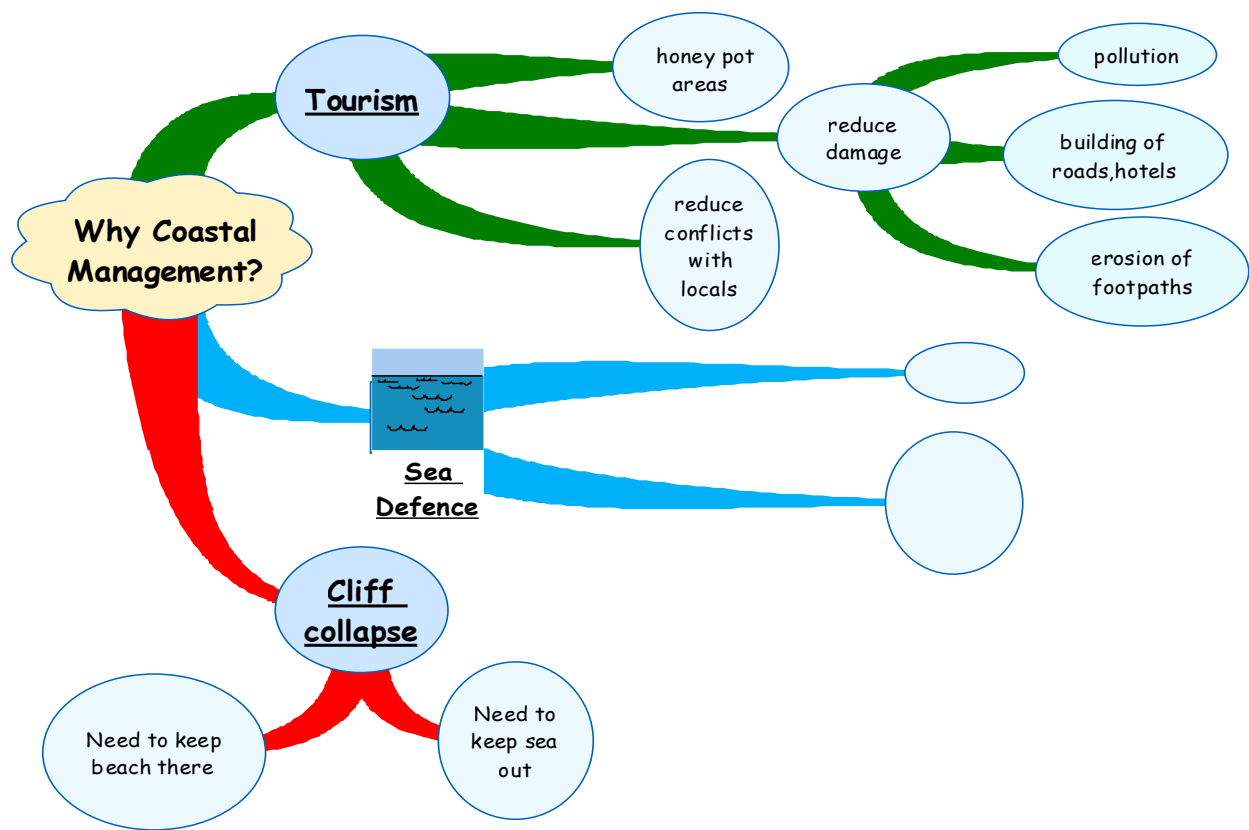 Why Coastal
Management?
Tourism
honey pot
areas
reduce
damage
pollution
building of
roads,hotels
erosion of
footpaths
reduce
conflicts
with
locals
Sea
Defence
Cliff
collapse
Need to keep
beach there
Need to
keep sea
out